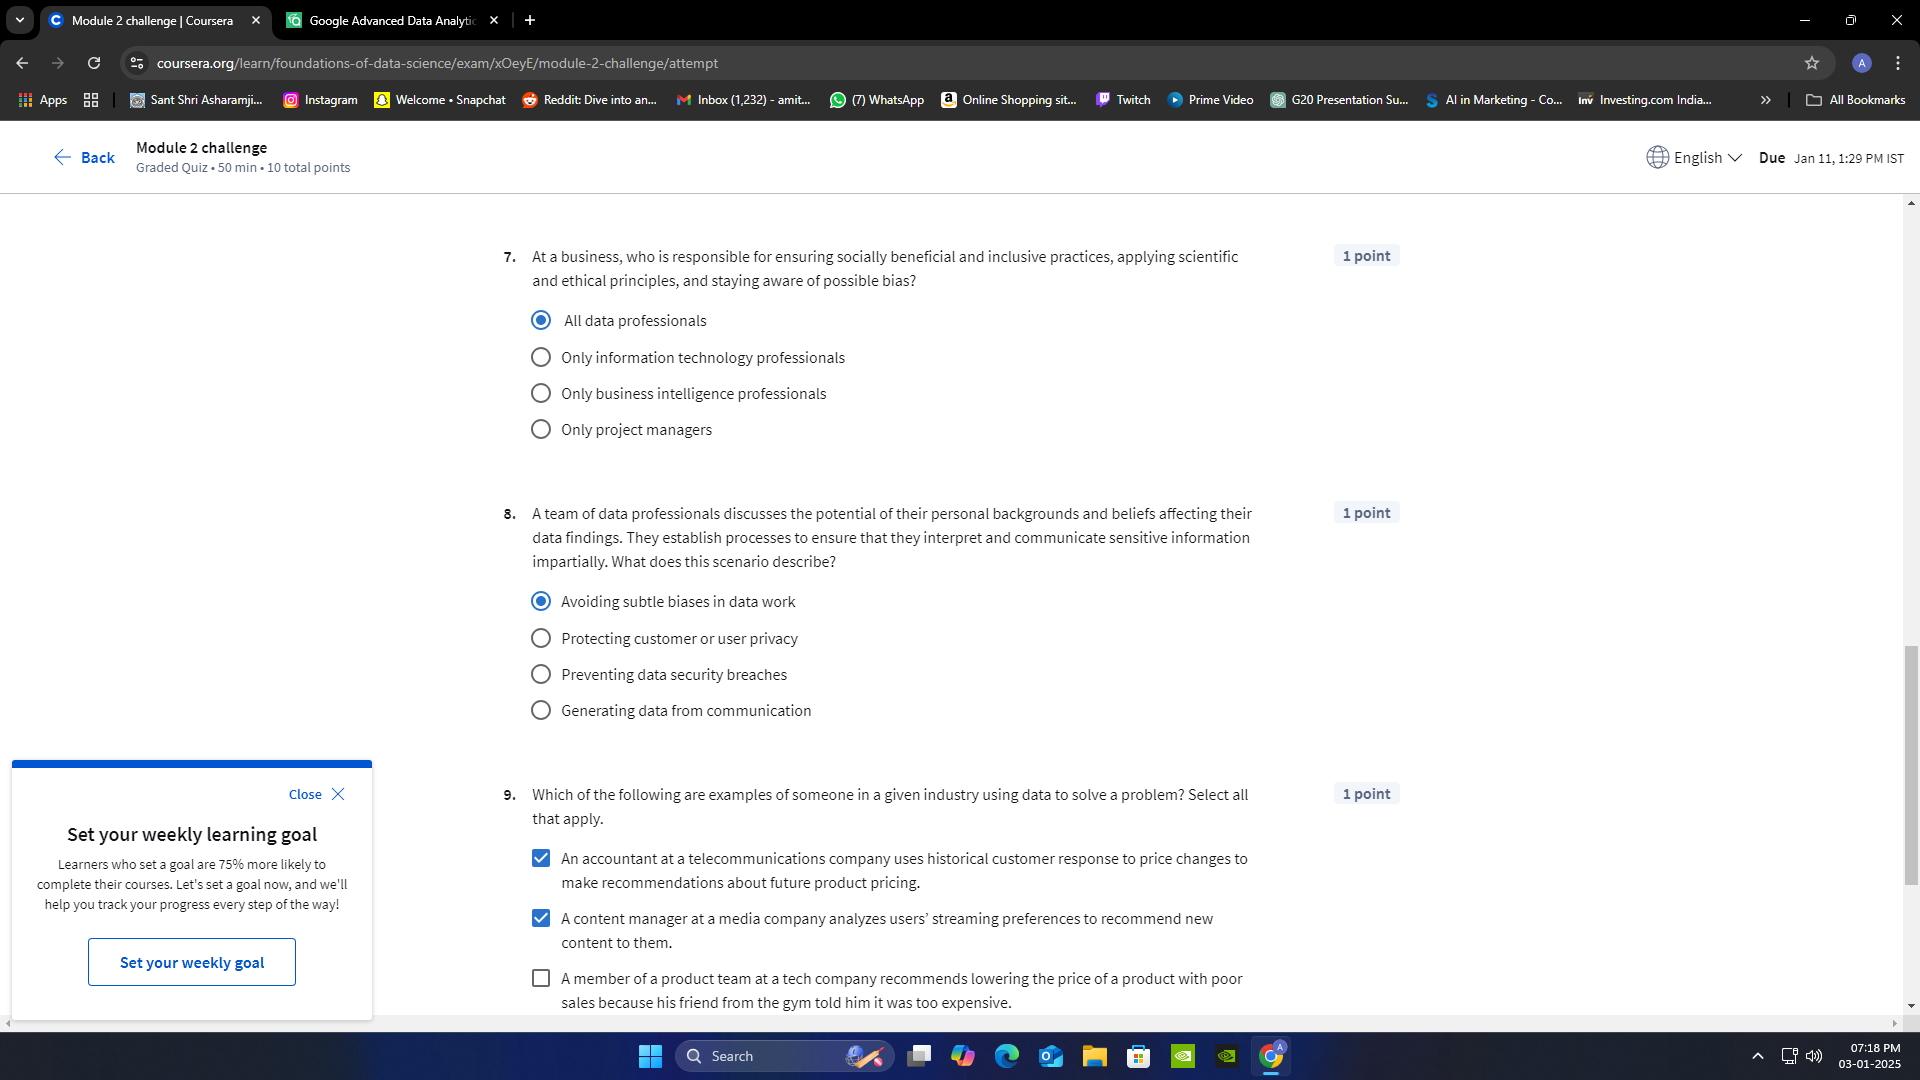 Module 2 challenge | Coursera
Google Advanced Data Analytic
coursera.org/learn/foundations-of-data-science/exam/xOeyE/module-2-challenge/attempt
A
Apps
Sant Shri Asharamji...
Instagram
Welcome • Snapchat
Reddit: Dive into an...
Inbox (1,232) - amit...
(7) WhatsApp
Online Shopping sit...
Twitch
Prime Video
G20 Presentation Su...
AI in Marketing - Co...
Inv Investing.com India...
All Bookmarks
Back
Module 2 challenge
Graded Quiz • 50 min • 10 total points
English
Due Jan 11, 1:29 PM IST
7. At a business, who is responsible for ensuring socially beneficial and inclusive practices, applying scientific
and ethical principles, and staying aware of possible bias?
1 point
All data professionals
Only information technology professionals
Only business intelligence professionals
Only project managers
8. A team of data professionals discusses the potential of their personal backgrounds and beliefs affecting their
data findings. They establish processes to ensure that they interpret and communicate sensitive information
impartially. What does this scenario describe?
1 point
Avoiding subtle biases in data work
Protecting customer or user privacy
Preventing data security breaches
Generating data from communication
9. Which of the following are examples of someone in a given industry using data to solve a problem? Select all
that apply.
1 point
An accountant at a telecommunications company uses historical customer response to price changes to
make recommendations about future product pricing.
A content manager at a media company analyzes users’ streaming preferences to recommend new
content to them.
A member of a product team at a tech company recommends lowering the price of a product with poor
sales because his friend from the gym told him it was too expensive.
Close
Set your weekly learning goal
Learners who set a goal are 75% more likely to
complete their courses. Let's set a goal now, and we'll
help you track your progress every step of the way!
Set your weekly goal
Search
A
07:18 PM
03-01-2025